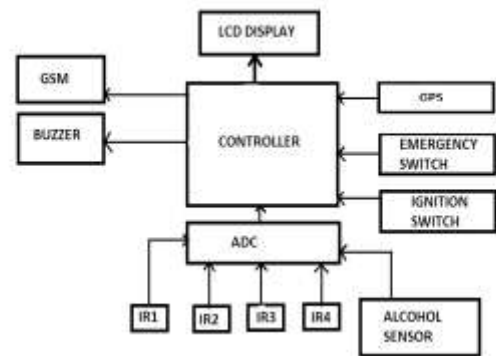 LCD DISPLAY
GSM
GPS
BUZZER
CONTROLLER
EMERGENCY
SWITCH
IGNITION
SWITCH
ADC
IR1
IR2
IR3
IR4
ALCOHOL
SENSOR